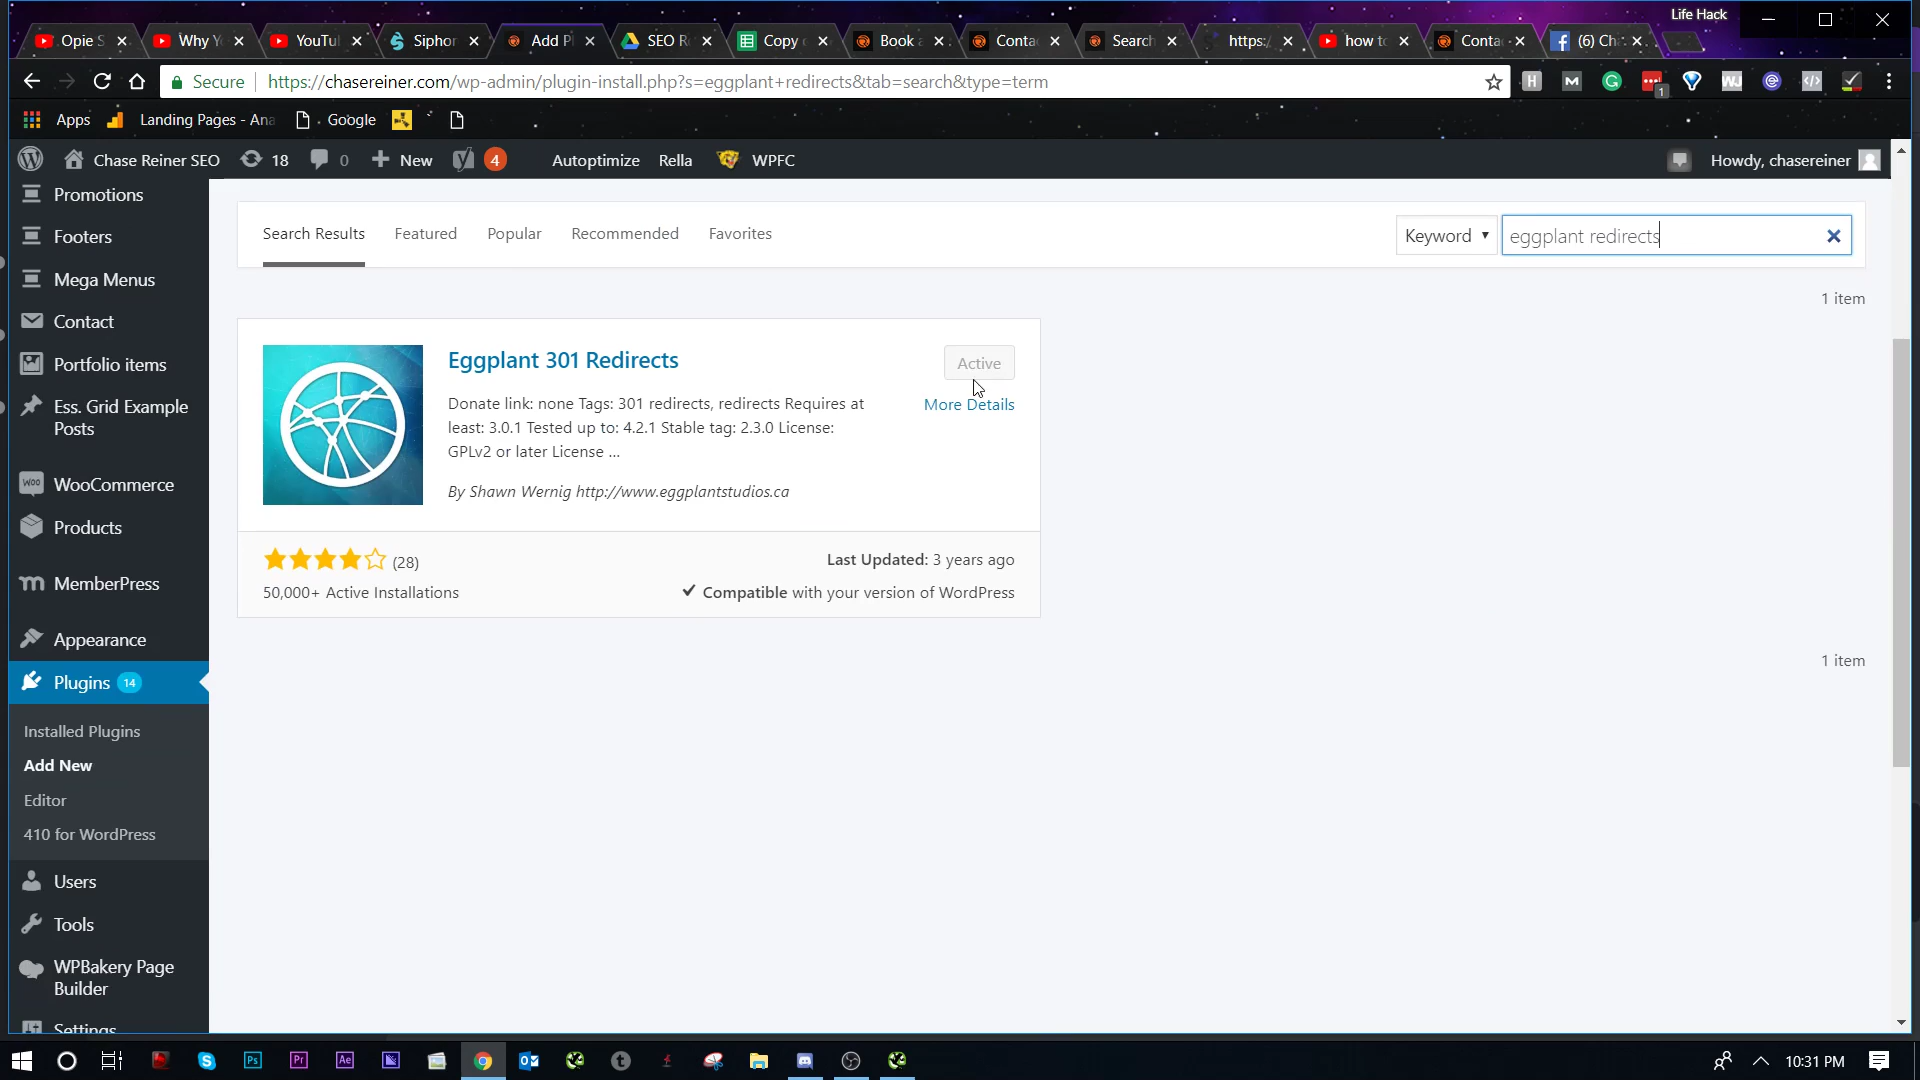 Life Hack
Opie S
Why Y
YouTu
Siphor
Add Pl
SEO R
Copy
Book
Conta
Search
https:/
how to
Conta
(6) Ch
Secure
https://chasereiner.com/wp-admin/plugin-install.php?s=eggplant+redirects&tab=search&type=term
1
Apps
Landing Pages - Ana
Google
Chase Reiner SEO
18
0
New
4
Autoptimize
Rella
WPFC
Howdy, chasereiner
Promotions
Footers
Mega Menus
Contact
Portfolio items
Ess. Grid Example
Posts
WooCommerce
Products
MemberPress
Appearance
Plugins 14
Installed Plugins
Add New
Editor
410 for WordPress
Users
Tools
WPBakery Page
Builder
Settings
Search Results
Featured
Popular
Recommended
Favorites
Keyword
eggplant redirects
1 item
Eggplant 301 Redirects
Active
More Details
Donate link: none Tags: 301 redirects, redirects Requires at
least: 3.0.1 Tested up to: 4.2.1 Stable tag: 2.3.0 License:
GPLv2 or later License ...
By Shawn Wernig http://www.eggplantstudios.ca
(28)
Last Updated: 3 years ago
50,000+ Active Installations
Compatible with your version of WordPress
1 item
10:31 PM